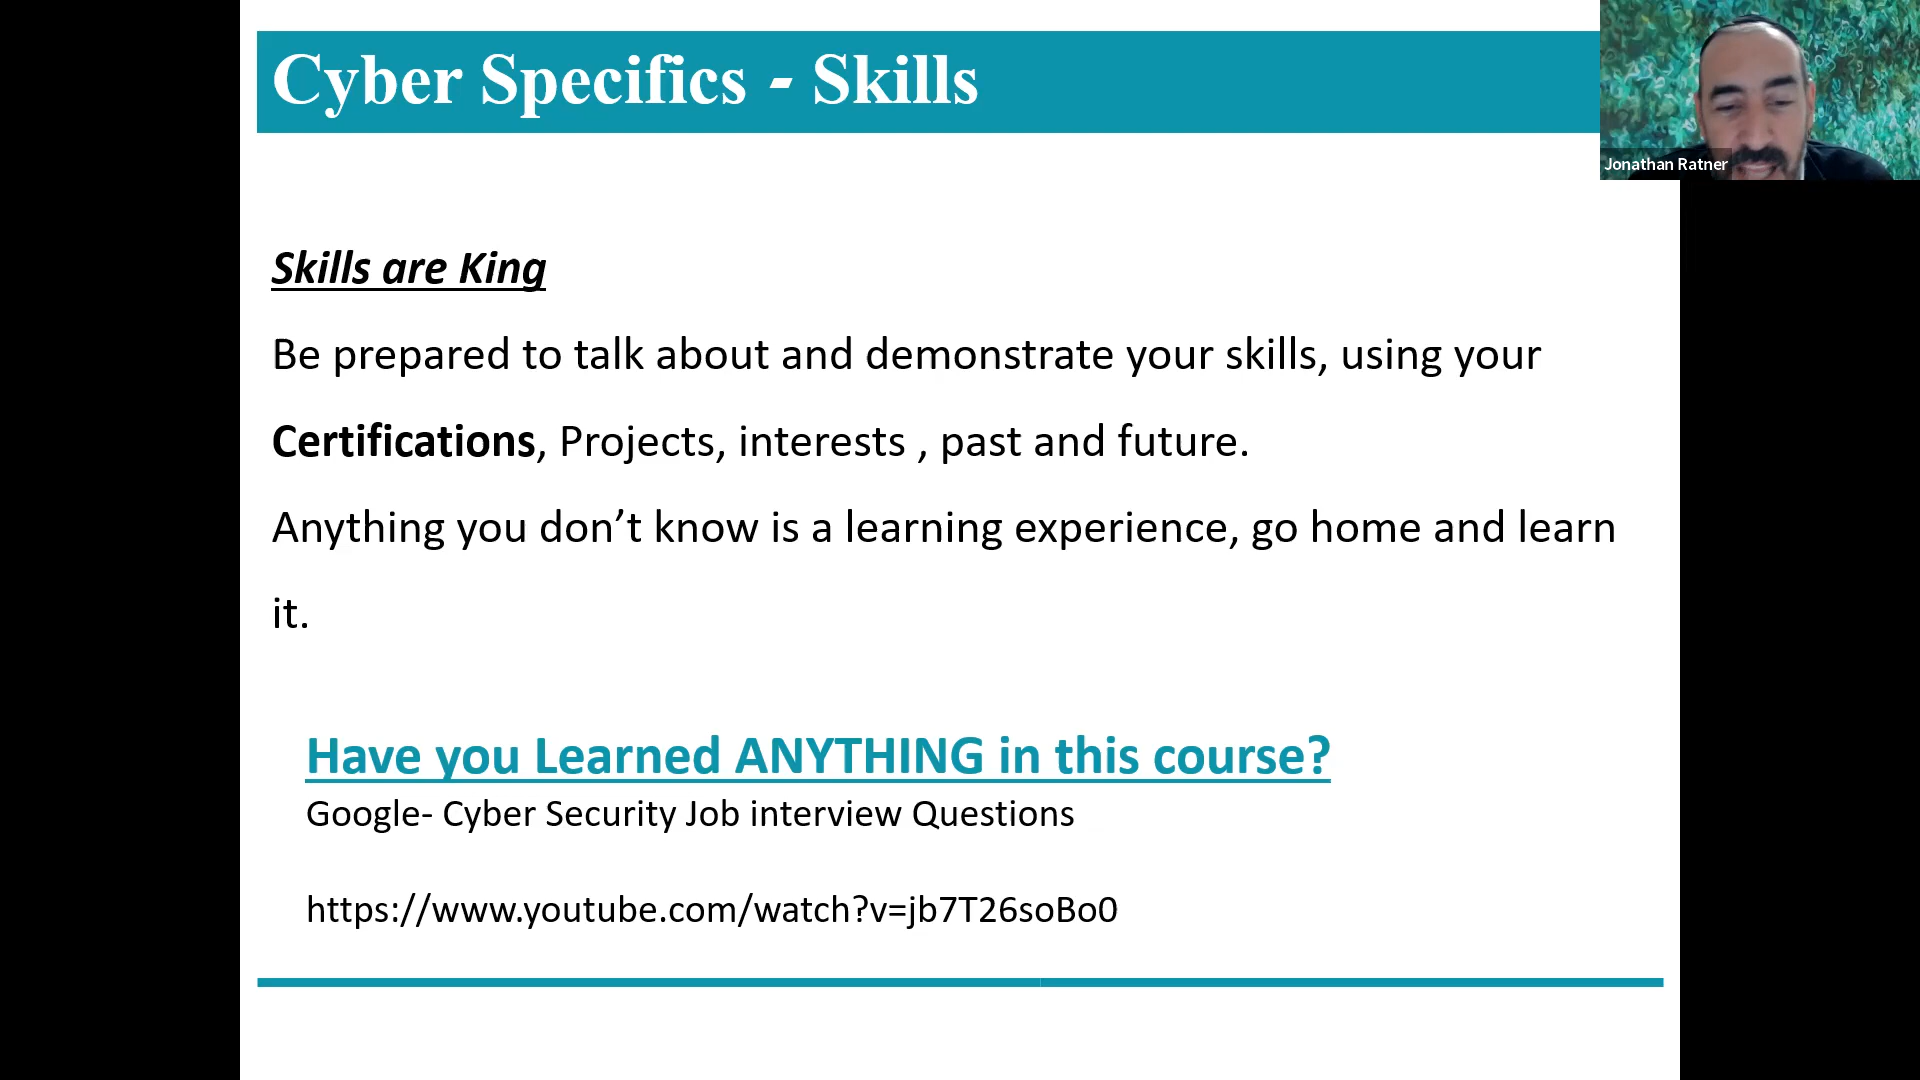 Cyber Specifics - Skills
Jonathan Ratner
Skills are King
Be prepared to talk about and demonstrate your skills, using your
Certifications, Projects, interests , past and future.
Anything you don’t know is a learning experience, go home and learn
it.
Have you Learned ANYTHING in this course?
Google- Cyber Security Job interview Questions
https://www.youtube.com/watch?v=jb7T26soBo0